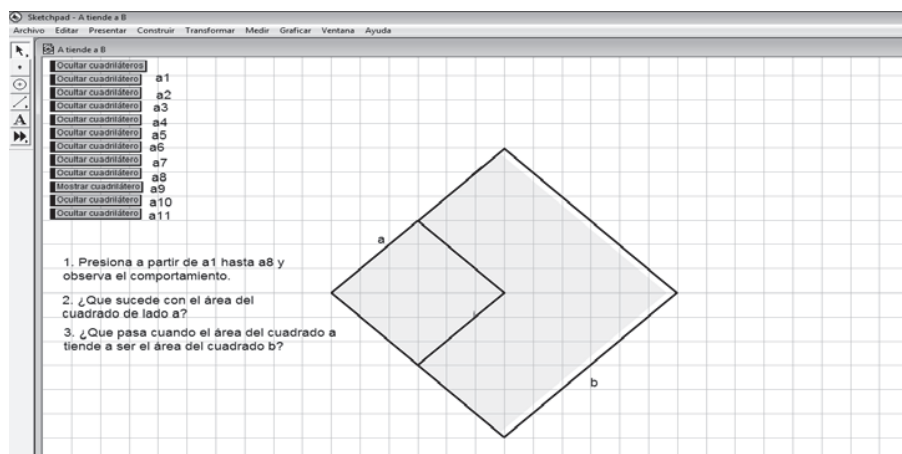 Sketchpad - A tiende a B
Archivo Editar Presentar Construir Transformar Medir Graficar Ventana Ayuda
A tiende a B
Ocultar cuadriláteros
Ocultar cuadrilátero a1
Ocultar cuadrilátero a2
Ocultar cuadrilátero a3
Ocultar cuadrilátero a4
Ocultar cuadrilátero a5
Ocultar cuadrilátero a6
Ocultar cuadrilátero a7
Ocultar cuadrilátero a8
Mostrar cuadrilátero a9
Ocultar cuadrilátero a10
Ocultar cuadrilátero a11
A
a
1. Presiona a partir de a1 hasta a8 y
observa el comportamiento.
2. ¿Que sucede con el área del
cuadrado de lado a?
3. ¿Que pasa cuando el área del cuadrado a
tiende a ser el área del cuadrado b?
b